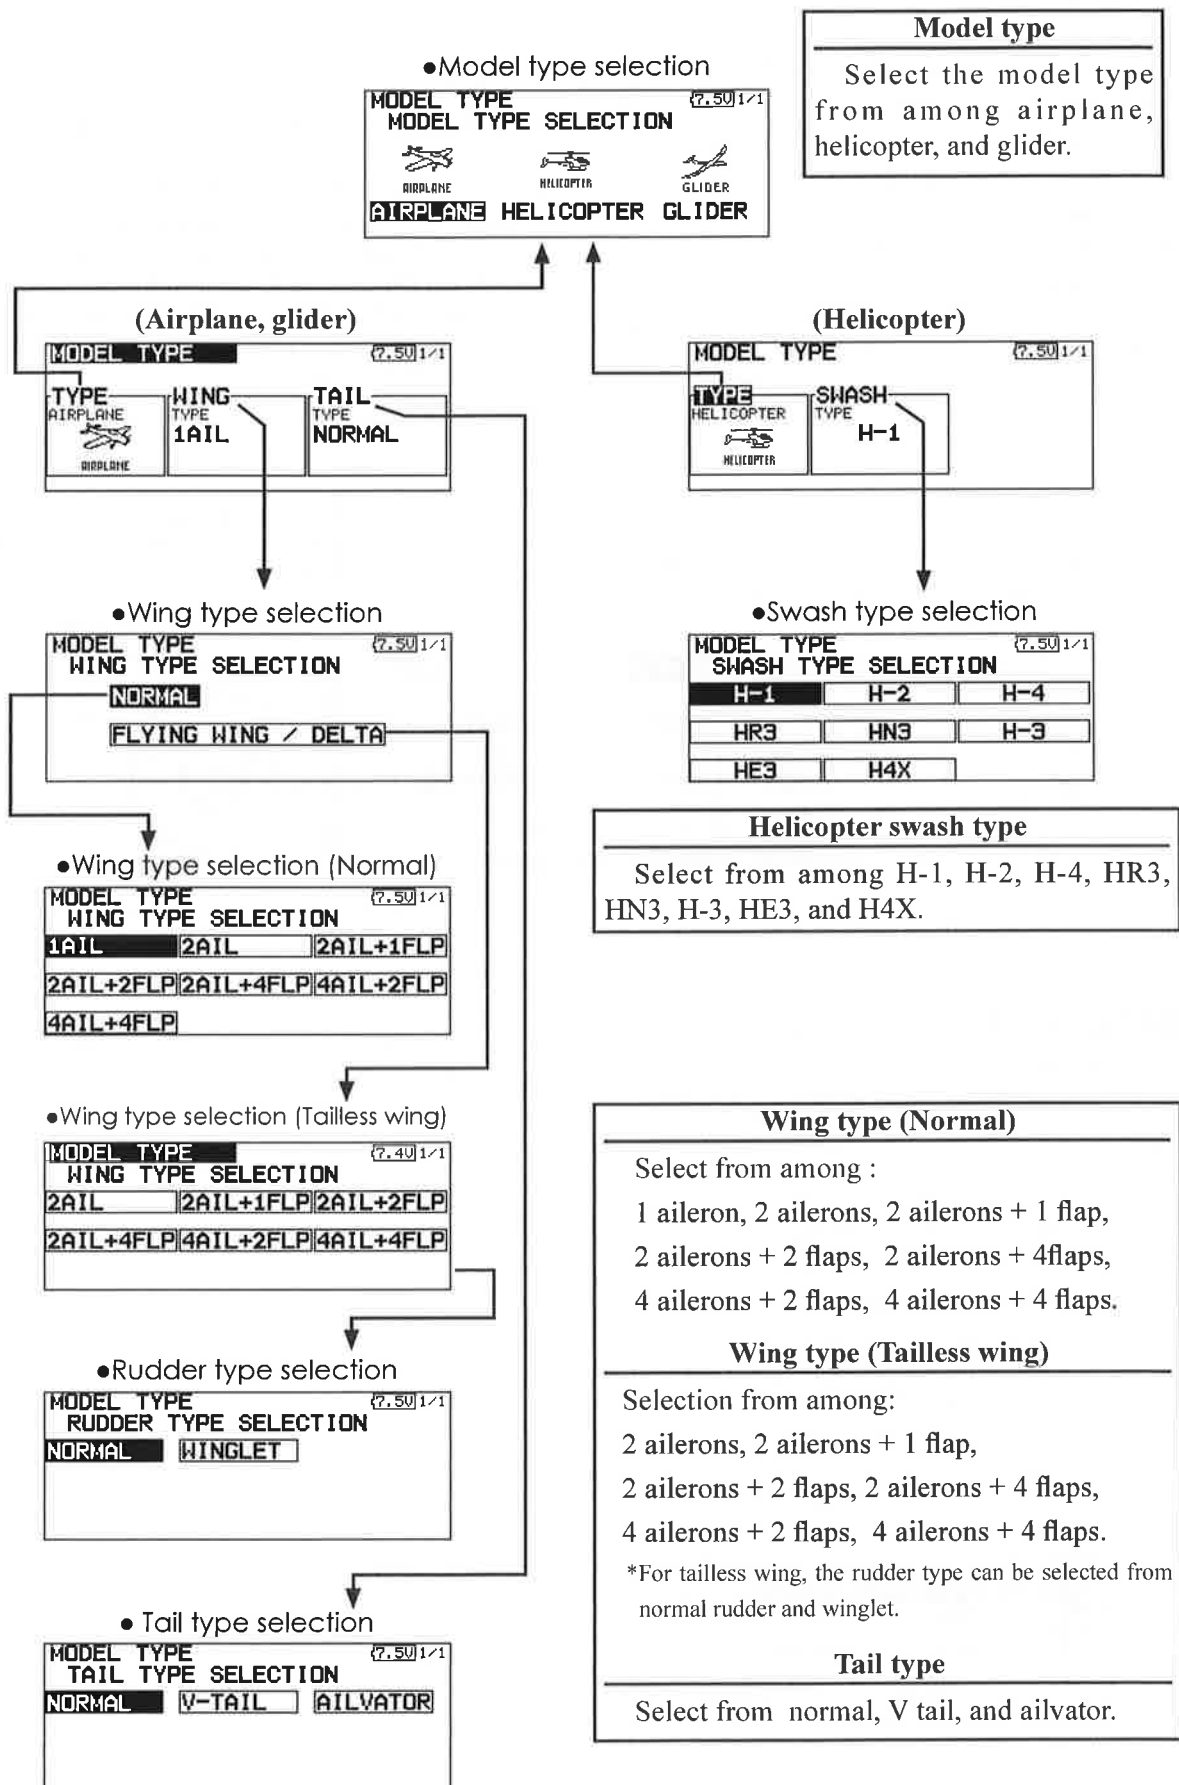 Model type
Select the model type
from among airplane,
helicopter, and glider.
●Model type selection
MODEL TYPE 7.5V 1/1
MODEL TYPE SELECTION
AIRPLANE HELICOPTER GLIDER
AIRPLANE HELICOPTER GLIDER
(Airplane, glider)
MODEL TYPE 7.5V 1/1
TYPE WING TAIL
AIRPLANE TYPE TYPE
1AIL NORMAL
AIRPLANE
(Helicopter)
MODEL TYPE 7.5V 1/1
TYPE SWASH
HELICOPTER TYPE
H-1
HELICOPTER
●Wing type selection
MODEL TYPE 7.5V 1/1
WING TYPE SELECTION
NORMAL
FLYING WING / DELTA
●Swash type selection
MODEL TYPE 7.5V 1/1
SWASH TYPE SELECTION
H-1 H-2 H-4
HR3 HN3 H-3
HE3 H4X
Helicopter swash type
Select from among H-1, H-2, H-4, HR3,
HN3, H-3, HE3, and H4X.
●Wing type selection (Normal)
MODEL TYPE 7.5V 1/1
WING TYPE SELECTION
1AIL 2AIL 2AIL+1FLP
2AIL+2FLP 2AIL+4FLP 4AIL+2FLP
4AIL+4FLP
●Wing type selection (Tailless wing)
MODEL TYPE 7.4V 1/1
WING TYPE SELECTION
2AIL 2AIL+1FLP 2AIL+2FLP
2AIL+4FLP 4AIL+2FLP 4AIL+4FLP
●Rudder type selection
MODEL TYPE 7.5V 1/1
RUDDER TYPE SELECTION
NORMAL WINGLET
● Tail type selection
MODEL TYPE 7.5V 1/1
TAIL TYPE SELECTION
NORMAL V-TAIL AILVATOR
Wing type (Normal)
Select from among :
1 aileron, 2 ailerons, 2 ailerons + 1 flap,
2 ailerons + 2 flaps, 2 ailerons + 4flaps,
4 ailerons + 2 flaps, 4 ailerons + 4 flaps.
Wing type (Tailless wing)
Selection from among:
2 ailerons, 2 ailerons + 1 flap,
2 ailerons + 2 flaps, 2 ailerons + 4 flaps,
4 ailerons + 2 flaps, 4 ailerons + 4 flaps.
*For tailless wing, the rudder type can be selected from
normal rudder and winglet.
Tail type
Select from normal, V tail, and ailvator.